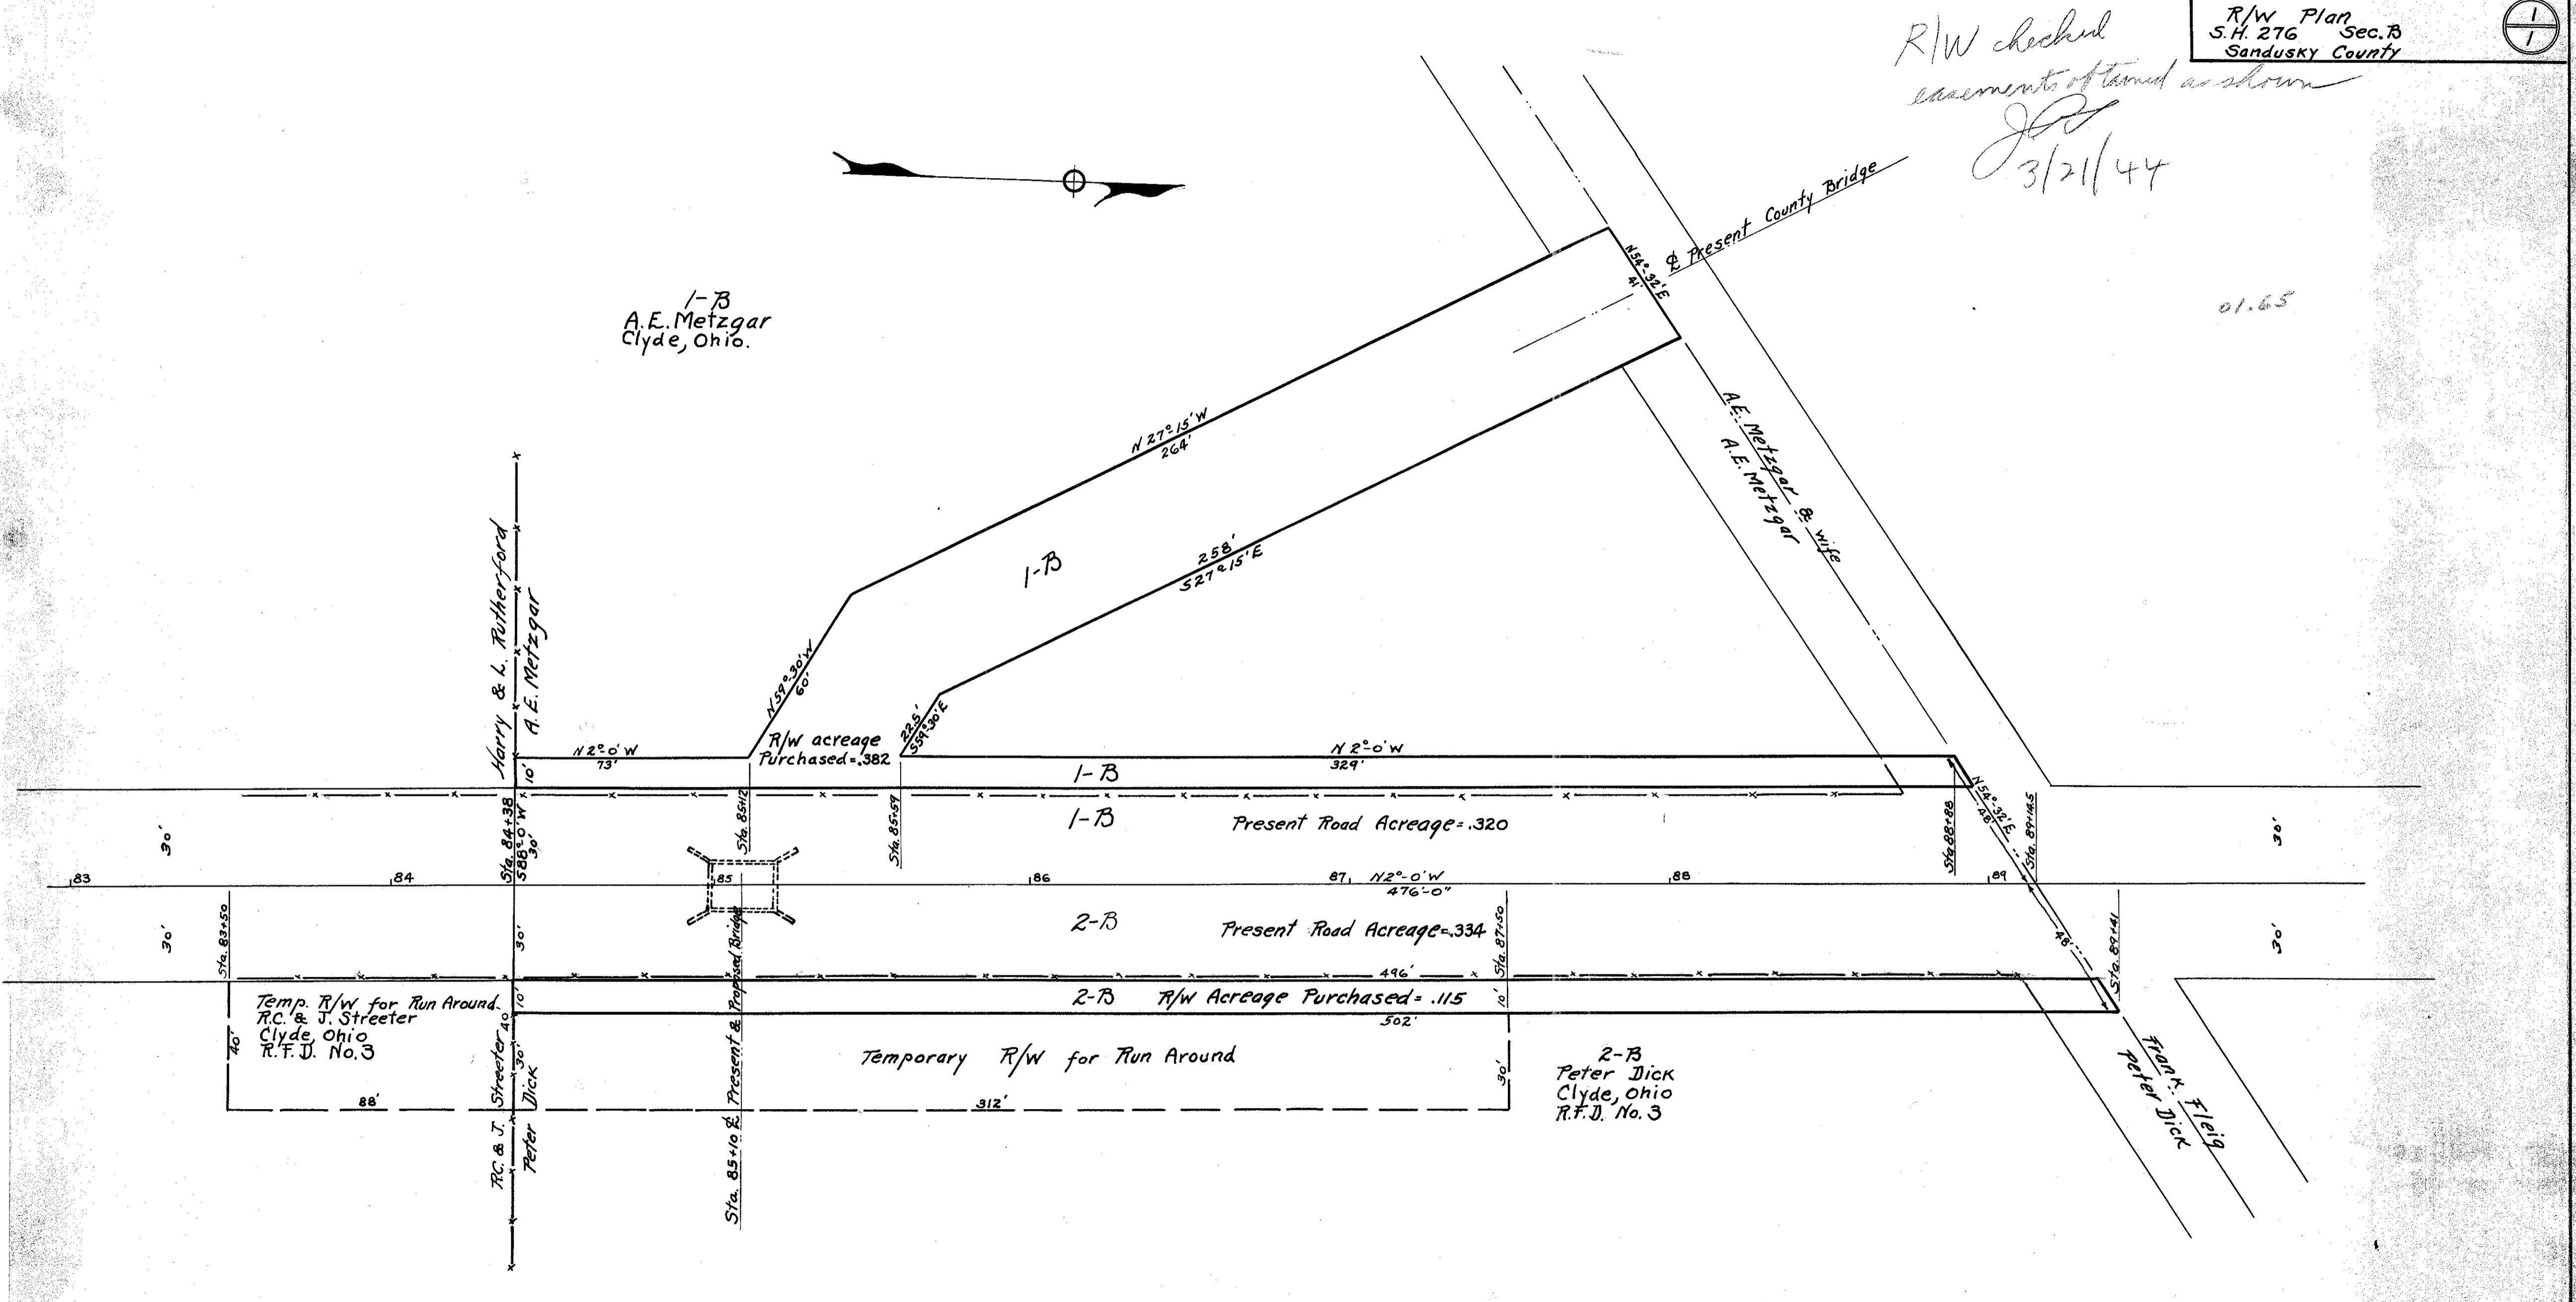 R/W Plan
S.H. 276 Sec. B
Sandusky County
1
1
R/W checked
easements obtained as shown
3/21/44
01.65
℄ Present County Bridge
N54°-32'E
41'
1-B
A.E. Metzgar
Clyde, Ohio.
N 27°-15' W
264'
1-B
258'
S27°15'E
A.E. Metzgar & wife
A.E. Metzgar
Harry & L. Rutherford
A.E. Metzgar
N59°-30'W
60'
22.5'
S59°-30'E
R/W acreage
Purchased=.382
N 2°-0' W
73'
10'
N 2°-0' W
329'
1-B
N54°-32'E
48'
Sta. 84+38
S88°-0'W
30'
Sta. 85+12
Sta. 85+59
1-B
Present Road Acreage=.320
Sta. 88+88
Sta. 89+14.5
30'
30'
83
84
85
86
87
N2°-0' W
476'-0"
88
89
Sta. 83+50
30'
30'
2-B
Present Road Acreage=.334
Sta. 87+50
48'
Sta. 89+41
30'
496'
Temp. R/W for Run Around
R.C. & J. Streeter
Clyde, Ohio
R.F.D. No. 3
40'
10'
40'
30'
2-B R/W Acreage Purchased= .115
10'
502'
Temporary R/W for Run Around
30'
2-B
Peter Dick
Clyde, Ohio
R.F.D. No. 3
88'
312'
R.C. & J. Streeter
Peter Dick
Sta. 85+10 ℄ Present & Proposed Bridge
Frank Fleig
Peter Dick